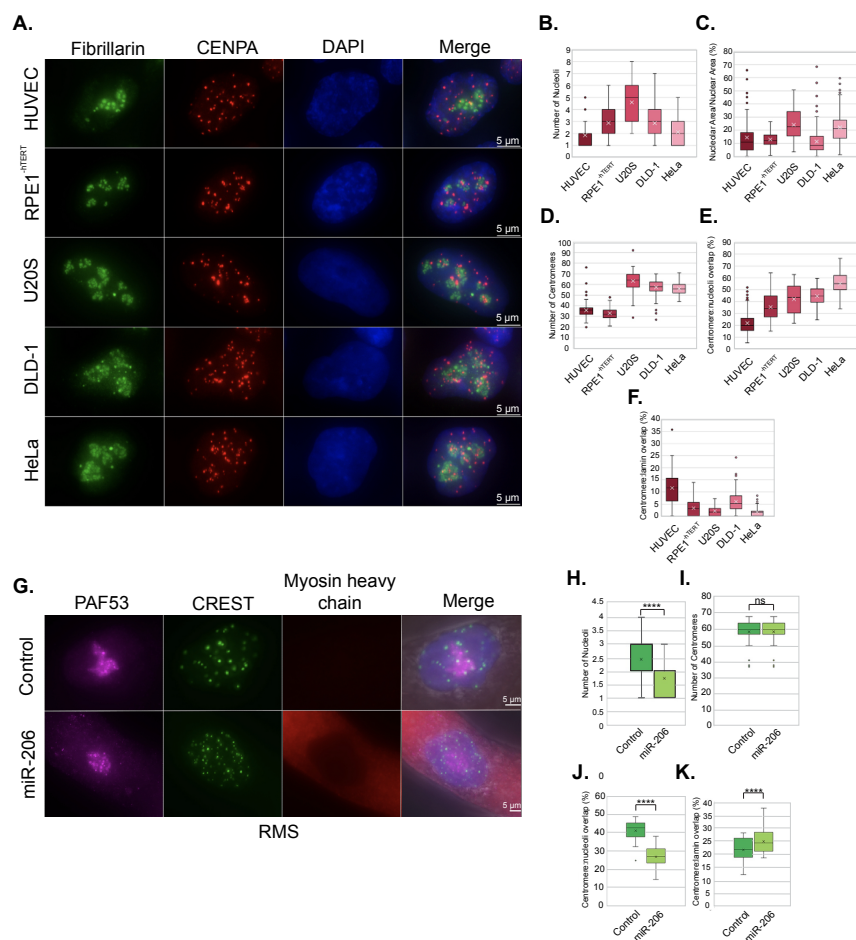 A.
Fibrillarin CENPA DAPI Merge
HUVEC
RPE1-hTERT
U20S
DLD-1
HeLa
5 μm
5 μm
5 μm
5 μm
5 μm
B.
Number of Nucleoli
9
8
7
6
5
4
3
2
1
0
HUVEC RPE1-hTERT U20S DLD-1 HeLa
C.
Nucleolar Area/Nuclear Area (%)
80
70
60
50
40
30
20
10
0
HUVEC RPE1-hTERT U20S DLD-1 HeLa
D.
Number of Centromeres
100
90
80
70
60
50
40
30
20
10
0
HUVEC RPE1-hTERT U20S DLD-1 HeLa
E.
Centromere:nucleoli overlap (%)
90
80
70
60
50
40
30
20
10
0
HUVEC RPE1-hTERT U20S DLD-1 HeLa
F.
Centromere:lamin overlap (%)
40
35
30
25
20
15
10
5
0
HUVEC RPE1-hTERT U20S DLD-1 HeLa
G.
PAF53 CREST Myosin heavy chain Merge
Control
miR-206
5 μm
5 μm
RMS
H.
Number of Nucleoli
4.5
4
3.5
3
2.5
2
1.5
1
0.5
0
****
Control miR-206
I.
Number of Centromeres
80
70
60
50
40
30
20
10
0
ns
Control miR-206
J.
Centromere:nucleoli overlap (%)
0
60
50
40
30
20
10
0
****
Control miR-206
K.
Centromere:lamin overlap (%)
40
35
30
25
20
15
10
5
0
****
Control miR-206